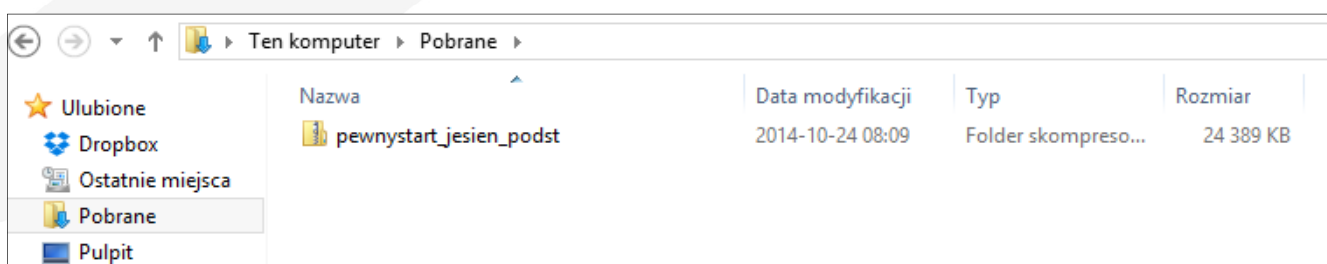 Ten komputer Pobrane
Ulubione
Dropbox
Ostatnie miejsca
Pobrane
Pulpit
Nazwa Data modyfikacji Typ Rozmiar
pewnystart_jesien_podst 2014-10-24 08:09 Folder skompreso... 24 389 KB